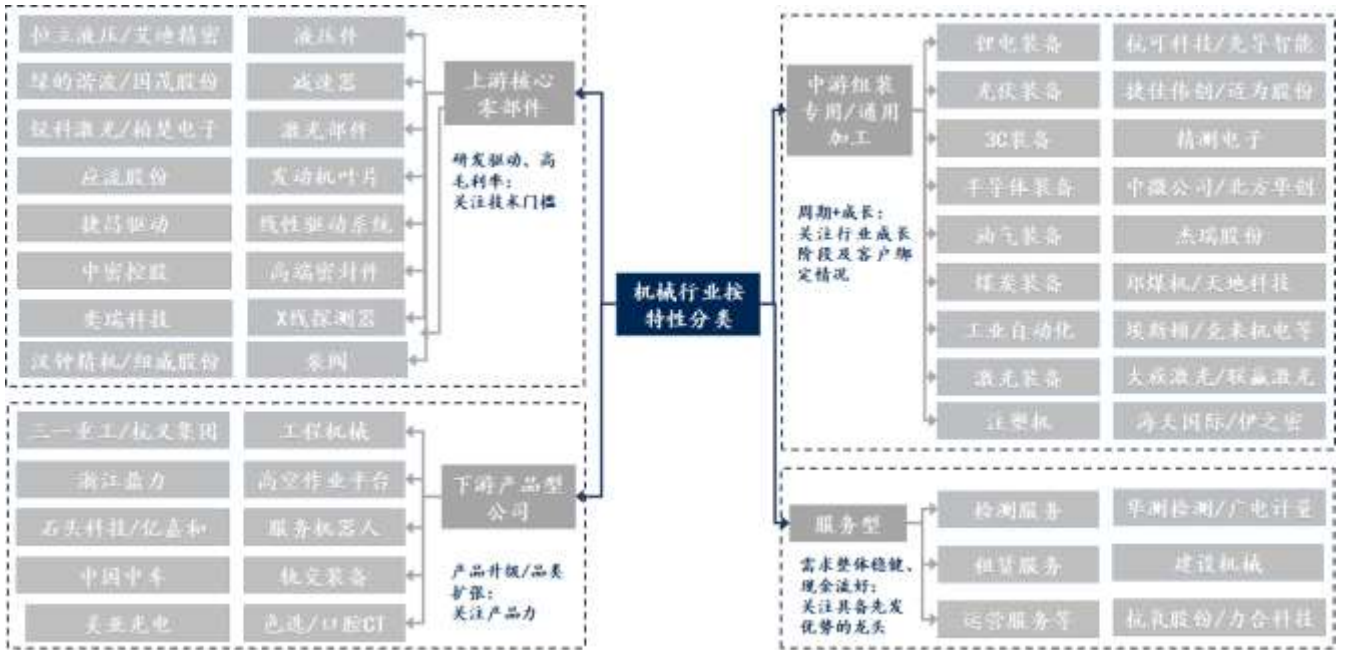 恒立液压/艾迪精密 液压件
绿的谐波/国茂股份 减速器
锐科激光/柏楚电子 激光部件
应流股份 发动机叶片
捷昌驱动 线性驱动系统
中密控股 高端密封件
奕瑞科技 X线探测器
汉钟精机/纽威股份 泵阀
上游核心
零部件
研发驱动、高
毛利率;
关注技术门槛
三一重工/杭叉集团 工程机械
浙江鼎力 高空作业平台
石头科技/亿嘉和 服务机器人
中国中车 轨交装备
美亚光电 色选/口腔CT
下游产品型
公司
产品升级/品类
扩张;
关注产品力
机械行业按
特性分类
中游组装
专用/通用
加工
周期+成长:
关注行业成长
阶段及客户绑
定情况
锂电装备 杭可科技/先导智能
光伏装备 捷佳伟创/迈为股份
3C装备 精测电子
半导体装备 中微公司/北方华创
油气装备 杰瑞股份
煤炭装备 郑煤机/天地科技
工业自动化 埃斯顿/克来机电等
激光装备 大族激光/联赢激光
注塑机 海天国际/伊之密
服务型
需求整体稳健、
现金流好;
关注具备先发
优势的龙头
检测服务 华测检测/广电计量
租赁服务 建设机械
运营服务等 杭氧股份/力合科技